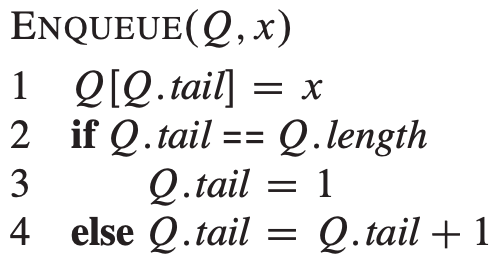 ENQUEUE(Q, x)
1 Q[Q.tail] = x
2 if Q.tail == Q.length
3 Q.tail = 1
4 else Q.tail = Q.tail + 1